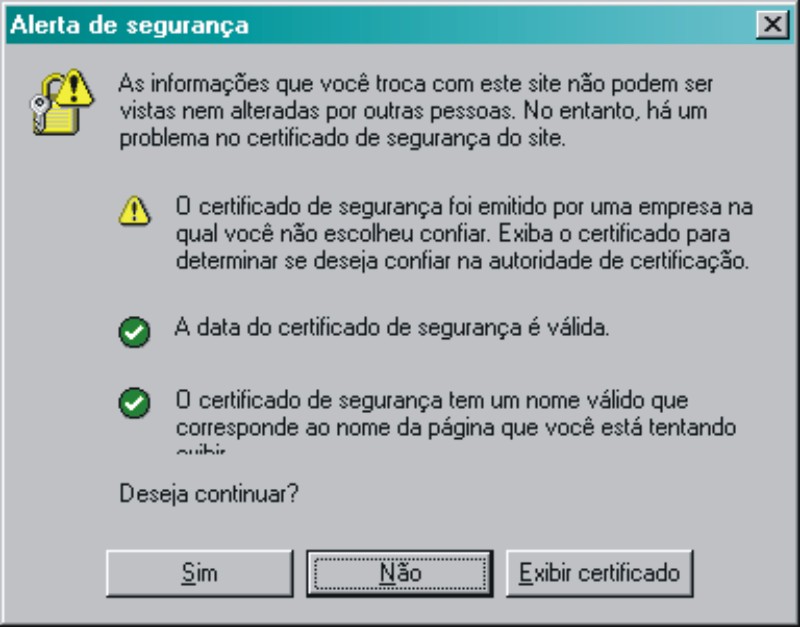 Alerta de segurança
As informações que você troca com este site não podem ser
vistas nem alteradas por outras pessoas. No entanto, há um
problema no certificado de segurança do site.
O certificado de segurança foi emitido por uma empresa na
qual você não escolheu confiar. Exiba o certificado para
determinar se deseja confiar na autoridade de certificação.
A data do certificado de segurança é válida.
O certificado de segurança tem um nome válido que
corresponde ao nome da página que você está tentando
exibir.
Deseja continuar?
Sim
Não
Exibir certificado